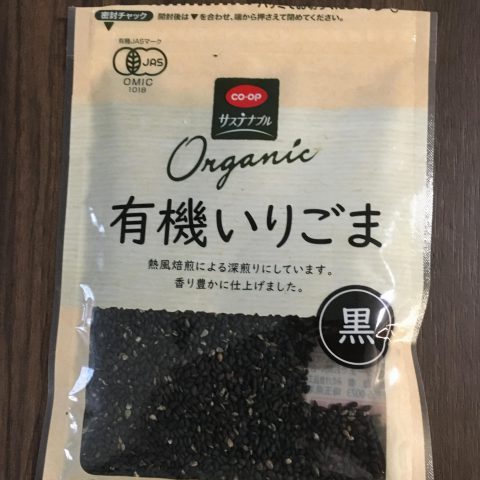 密封チャック
開封後は▼を合わせ、端から押さえて閉めてください。
有機JASマーク
JAS
OMIC
1018
CO·OP
サステナブル
Organic
有機いりごま
熱風焙煎による深煎りにしています。
香り豊かに仕上げました。
黒